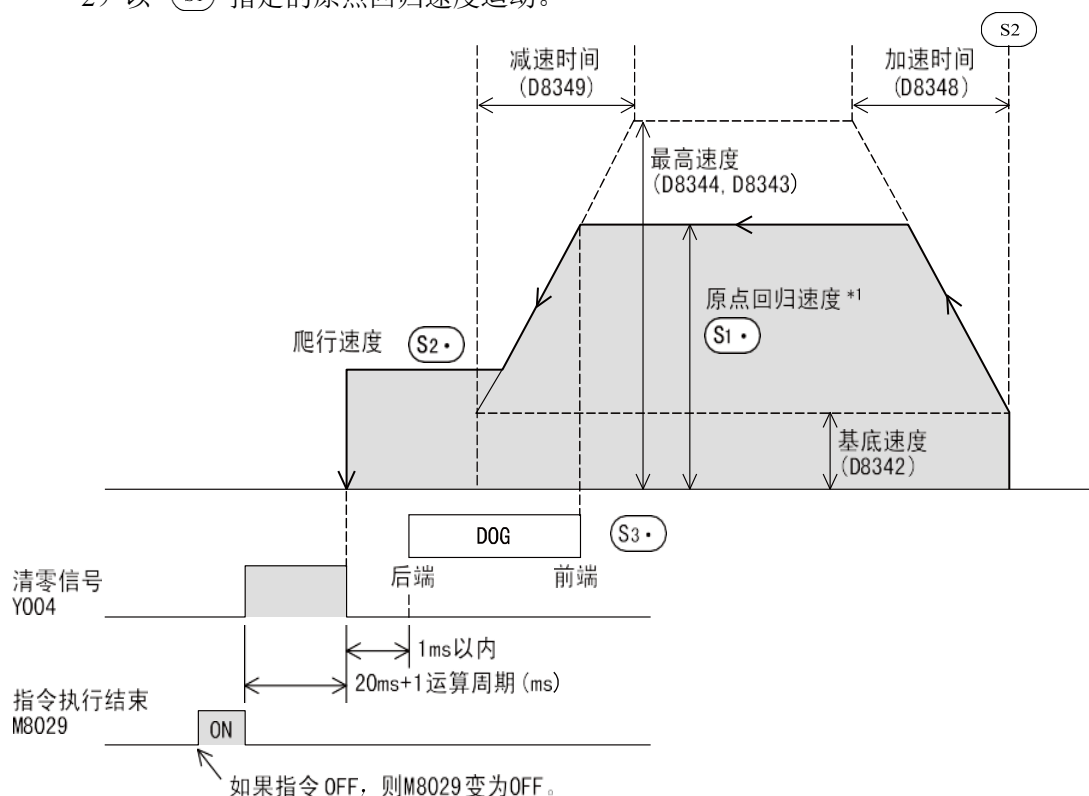 2）以 S1 指定的原点回归速度运动。
S2
减速时间
(D8349)
加速时间
(D8348)
最高速度
(D8344, D8343)
原点回归速度 *1
S1・
爬行速度 S2・
基底速度
(D8342)
DOG
S3・
后端
前端
清零信号
Y004
1ms以内
20ms+1运算周期(ms)
指令执行结束
M8029
ON
如果指令OFF，则M8029变为OFF。